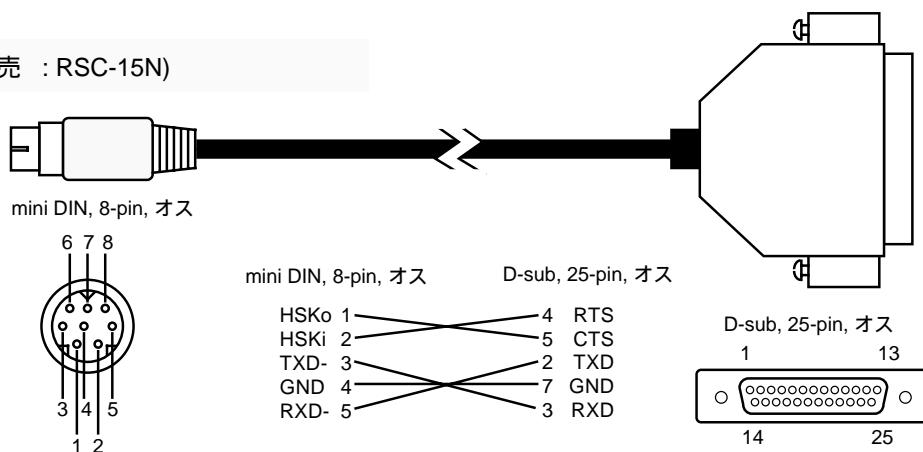 売 : RSC-15N)
mini DIN, 8-pin, オス
6 7 8
3 4 5
1 2
mini DIN, 8-pin, オス D-sub, 25-pin, オス
HSKo 1 4 RTS
HSKi 2 5 CTS
TXD- 3 2 TXD
GND 4 7 GND
RXD- 5 3 RXD
D-sub, 25-pin, オス
1 13
14 25